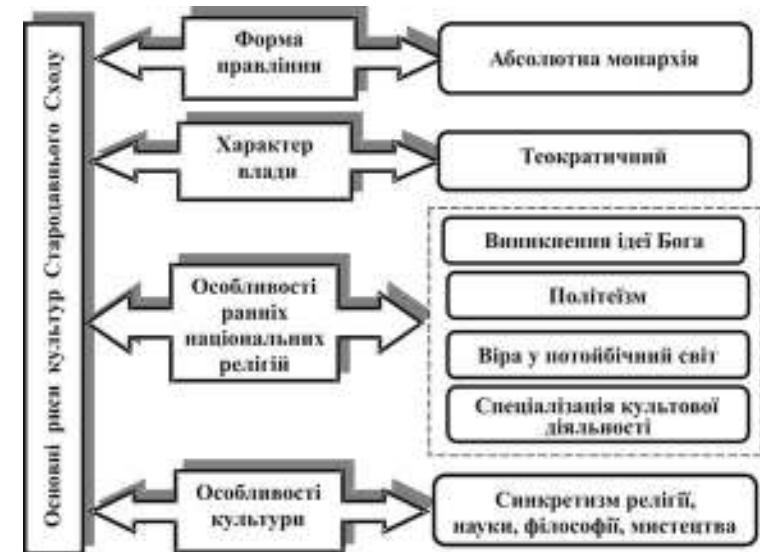 Основні риси культур Стародавнього Сходу
Форма
правління
Абсолютна монархія
Характер
влади
Теократичний
Особливості
ранніх
національних
релігій
Виникнення ідеї Бога
Політеїзм
Віра у потойбічний світ
Спеціалізація культової
діяльності
Особливості
культури
Синкретизм релігії,
науки, філософії, мистецтва